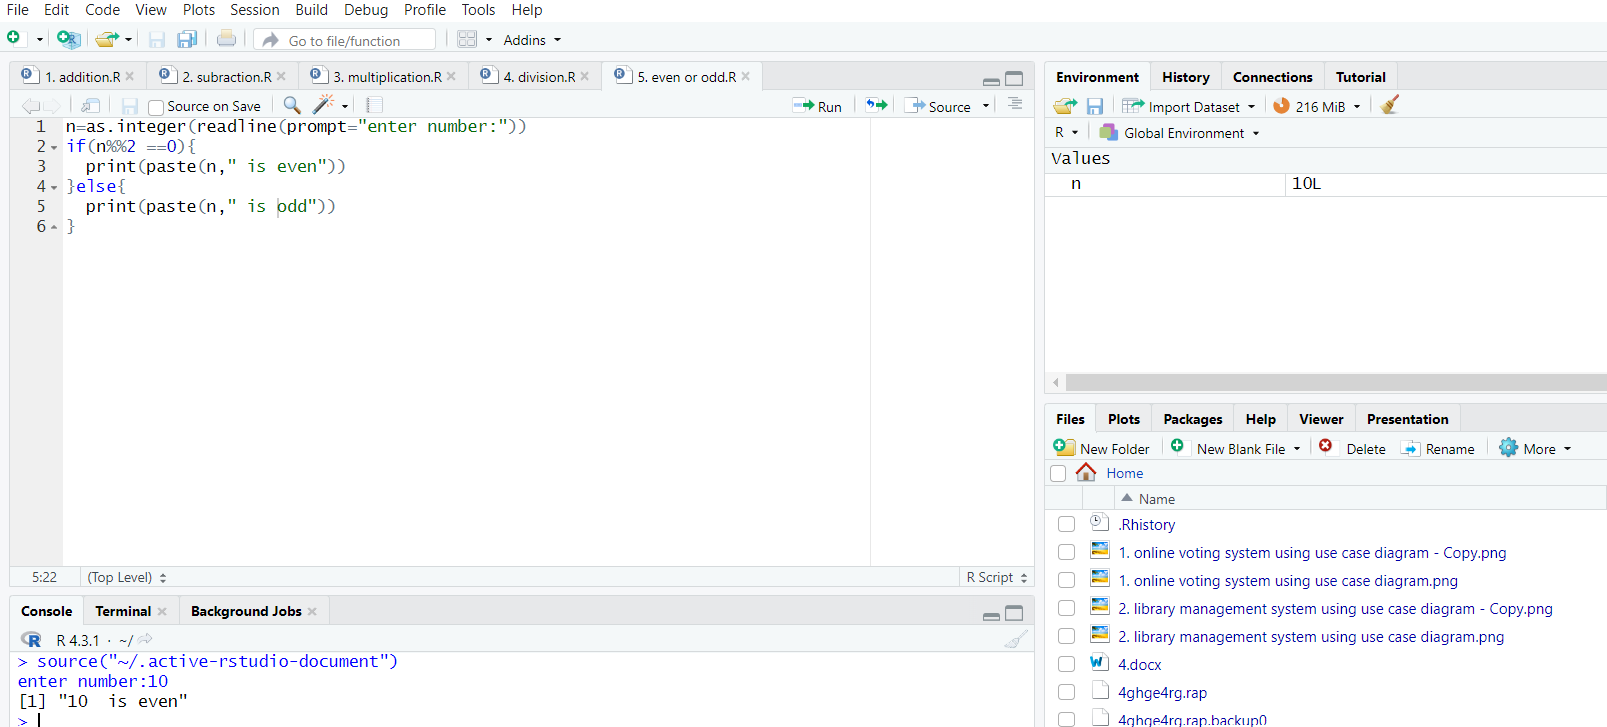 File Edit Code View Plots Session Build Debug Profile Tools Help
Go to file/function Addins
1. addition.R 2. subraction.R 3. multiplication.R 4. division.R 5. even or odd.R
Source on Save Run Source
1 n=as.integer(readline(prompt="enter number:"))
2 if(n%%2 ==0){
3 print(paste(n," is even"))
4 }else{
5 print(paste(n," is odd"))
6 }
5:22 (Top Level) R Script
Console Terminal Background Jobs
R 4.3.1 · ~/
> source("~/.active-rstudio-document")
enter number:10
[1] "10  is even"
>
Environment History Connections Tutorial
Import Dataset 216 MiB
R Global Environment
Values
n 10L
Files Plots Packages Help Viewer Presentation
New Folder New Blank File Delete Rename More
Home
Name
.Rhistory
1. online voting system using use case diagram - Copy.png
1. online voting system using use case diagram.png
2. library management system using use case diagram - Copy.png
2. library management system using use case diagram.png
4.docx
4ghge4rg.rap
4ghge4rg.rap.backup0